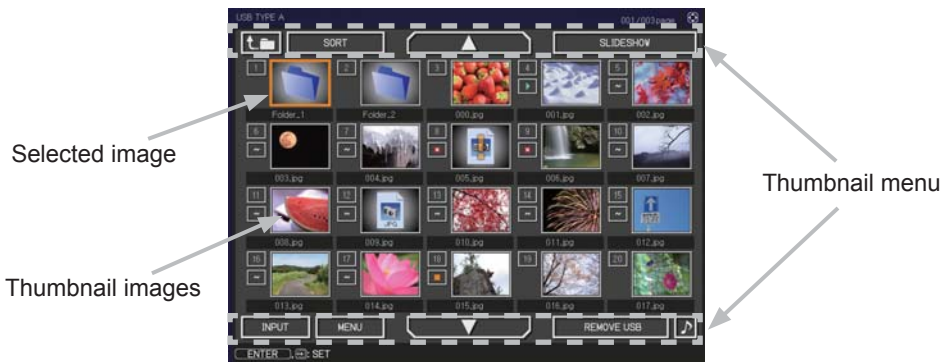 USB TYPE A 001/003page
SORT SLIDESHOW
1 2 3 4 5
Folder_1 Folder_2 000.jpg 001.jpg 002.jpg
6 7 8 9 10
003.jpg 004.jpg 005.jpg 006.jpg 007.jpg
11 12 13 14 15
JPG
008.jpg 009.jpg 010.jpg 011.jpg 012.jpg
16 17 18 19 20
013.jpg 014.jpg 015.jpg 016.jpg 017.jpg
INPUT MENU REMOVE USB
ENTER , : SET
Selected image
Thumbnail images
Thumbnail menu